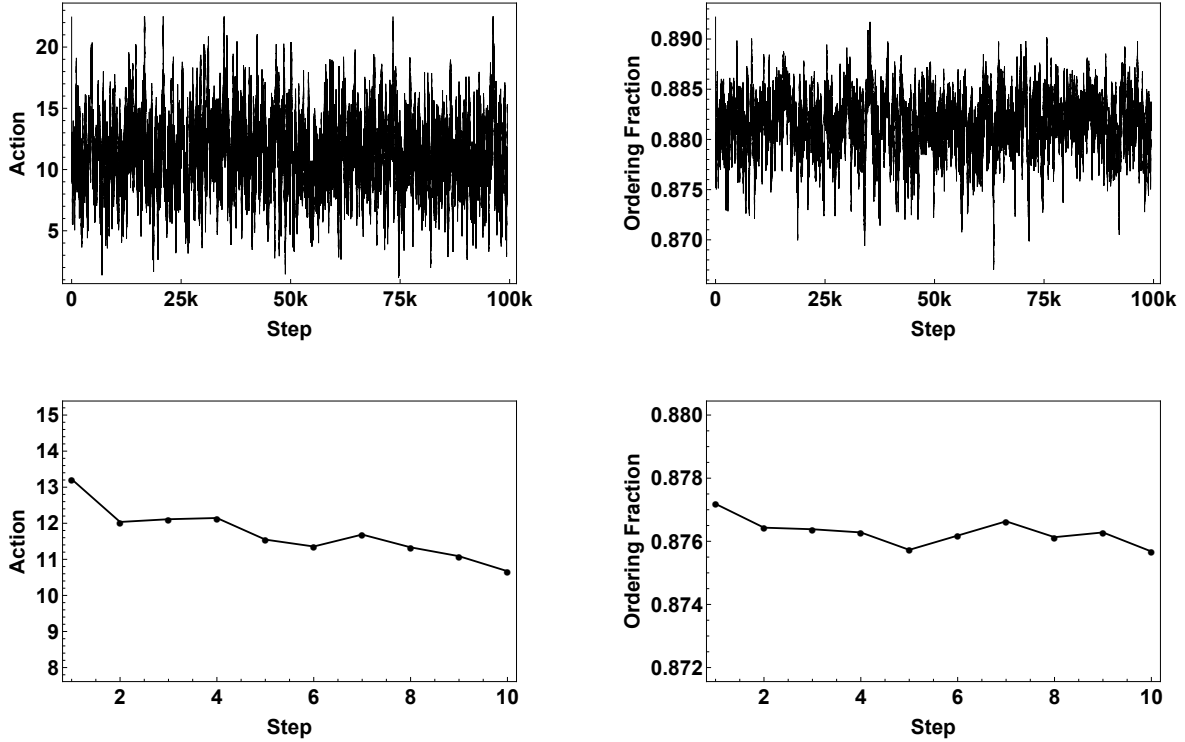 Action
20
15
10
5
0
25k
50k
75k
100k
Step
Ordering Fraction
0.890
0.885
0.880
0.875
0.870
0
25k
50k
75k
100k
Step
Action
15
14
13
12
11
10
9
8
2
4
6
8
10
Step
Ordering Fraction
0.880
0.878
0.876
0.874
0.872
2
4
6
8
10
Step